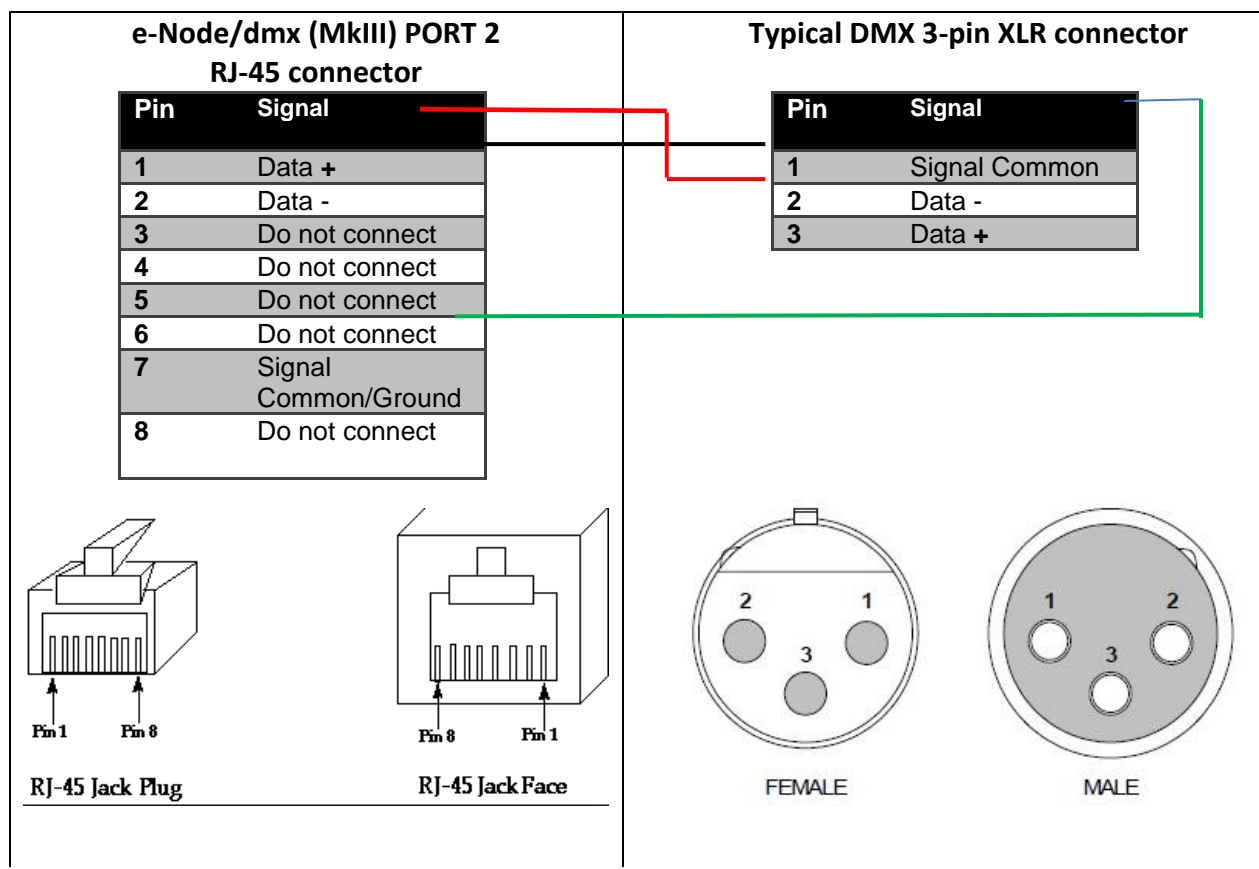 e-Node/dmx (MkIII) PORT 2
RJ-45 connector
Pin Signal
1 Data +
2 Data -
3 Do not connect
4 Do not connect
5 Do not connect
6 Do not connect
7 Signal
Common/Ground
8 Do not connect
Pin 1 Pin 8
RJ-45 Jack Plug
Pin 8 Pin 1
RJ-45 Jack Face
Typical DMX 3-pin XLR connector
Pin Signal
1 Signal Common
2 Data -
3 Data +
2 1
3
FEMALE
1 2
3
MALE